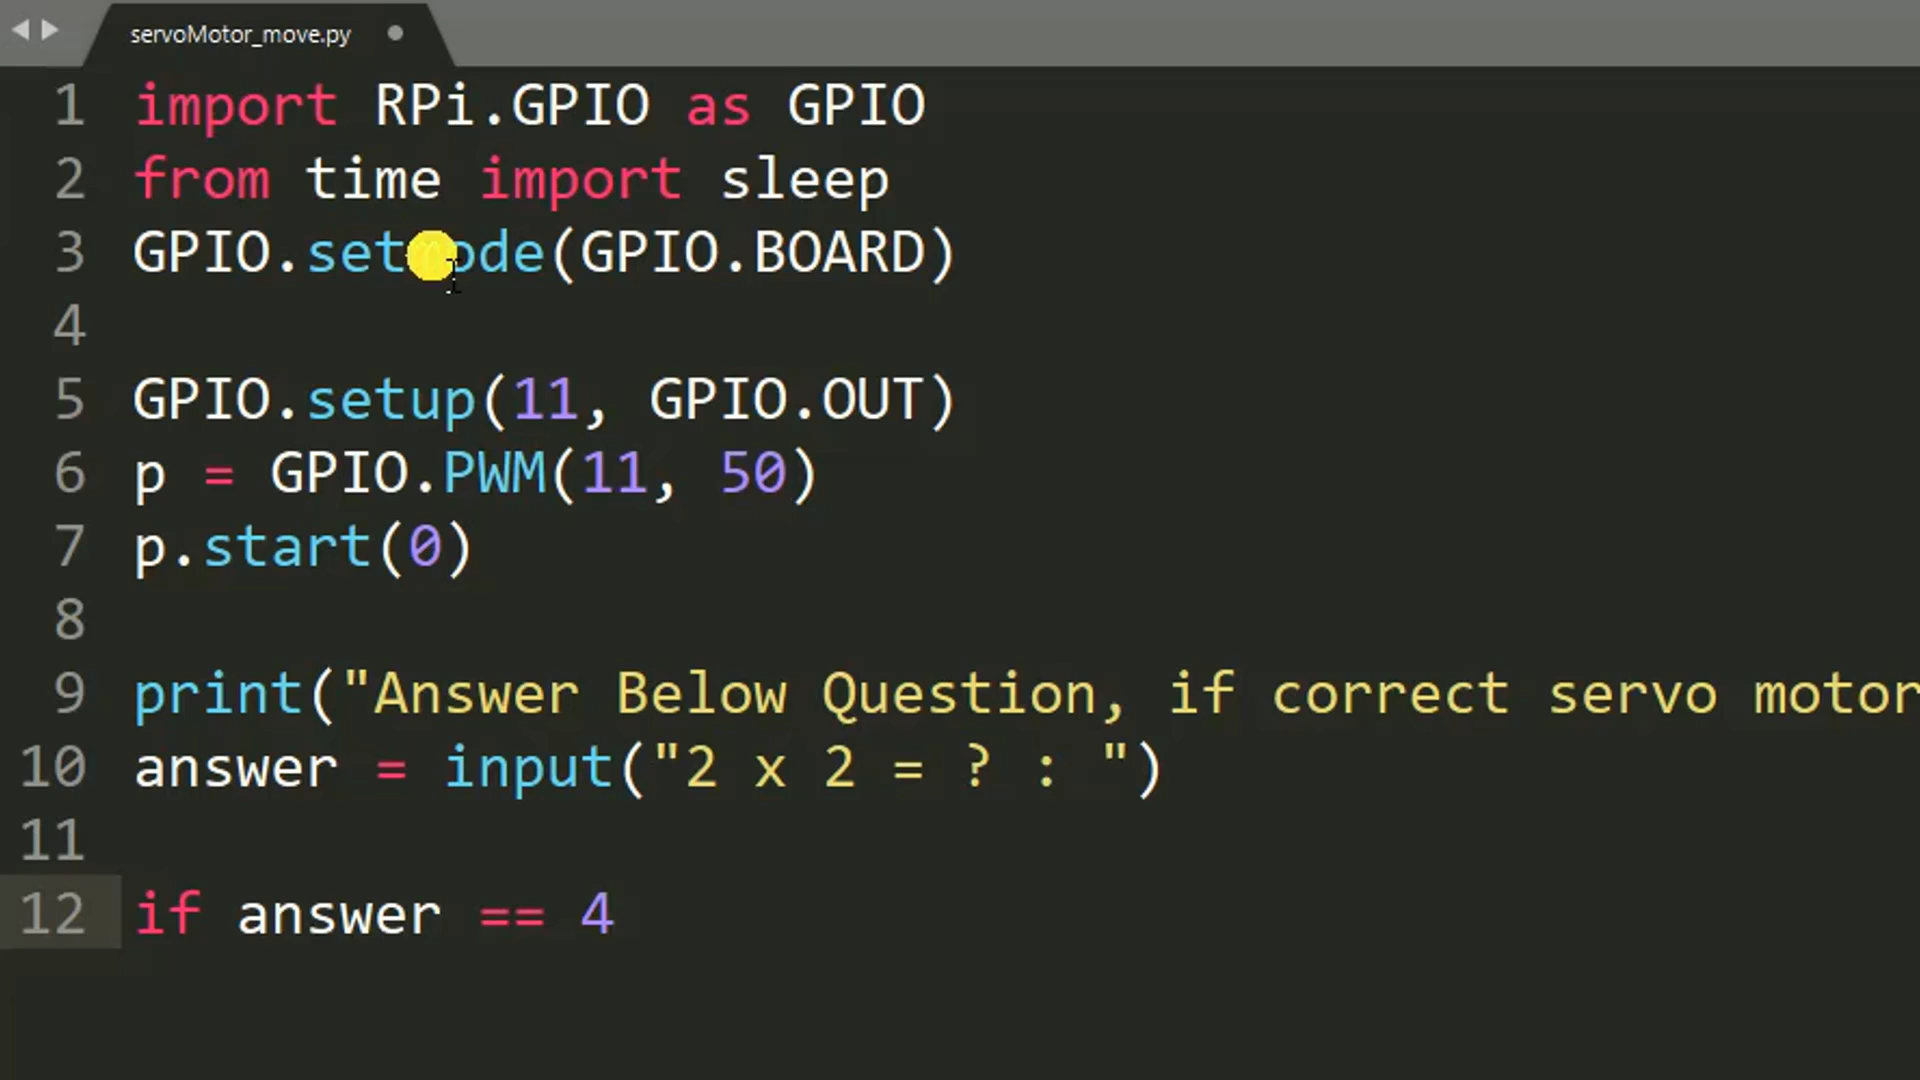 servoMotor_move.py
1 import RPi.GPIO as GPIO
2 from time import sleep
3 GPIO.setmode(GPIO.BOARD)
4
5 GPIO.setup(11, GPIO.OUT)
6 p = GPIO.PWM(11, 50)
7 p.start(0)
8
9 print("Answer Below Question, if correct servo motor
10 answer = input("2 x 2 = ? : ")
11
12 if answer == 4